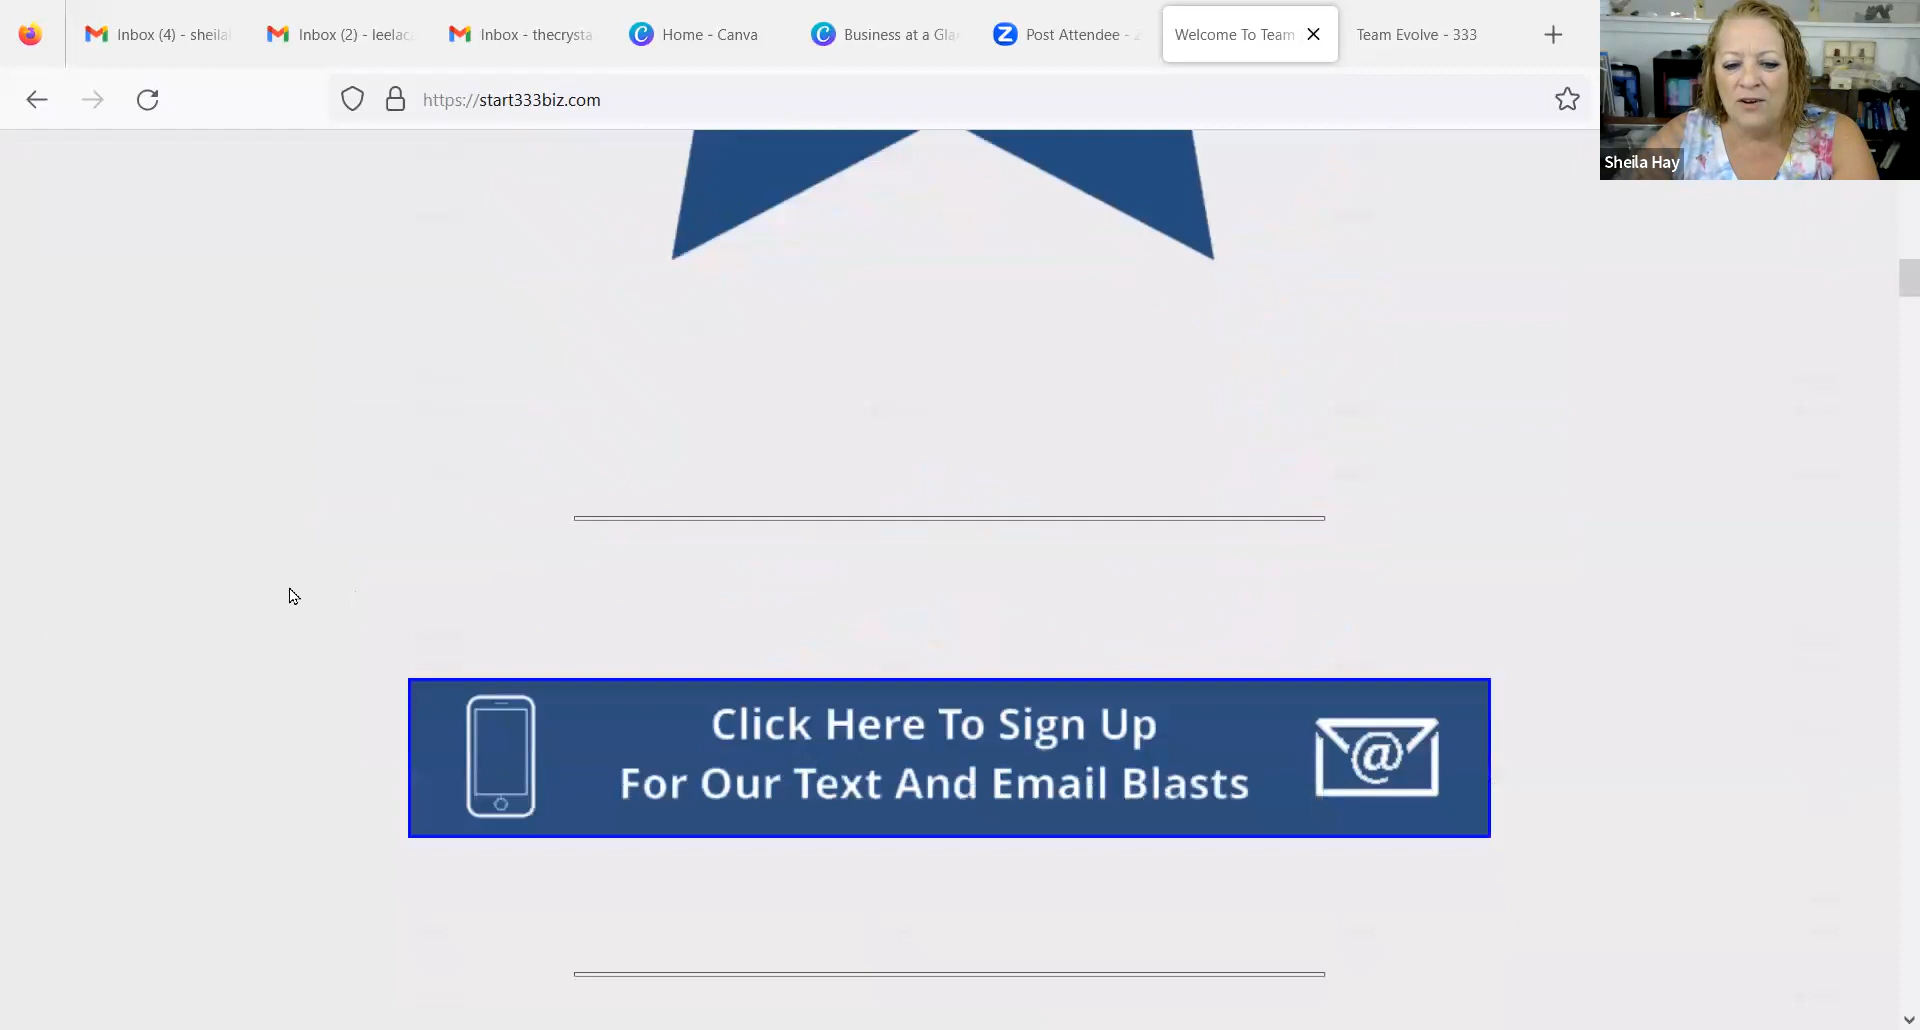 Inbox (4) - sheila
Inbox (2) - leelac
Inbox - thecrysta
Home - Canva
Business at a Gla
Post Attendee -
Welcome To Team
Team Evolve - 333
https://start333biz.com
Sheila Hay
Click Here To Sign Up
For Our Text And Email Blasts